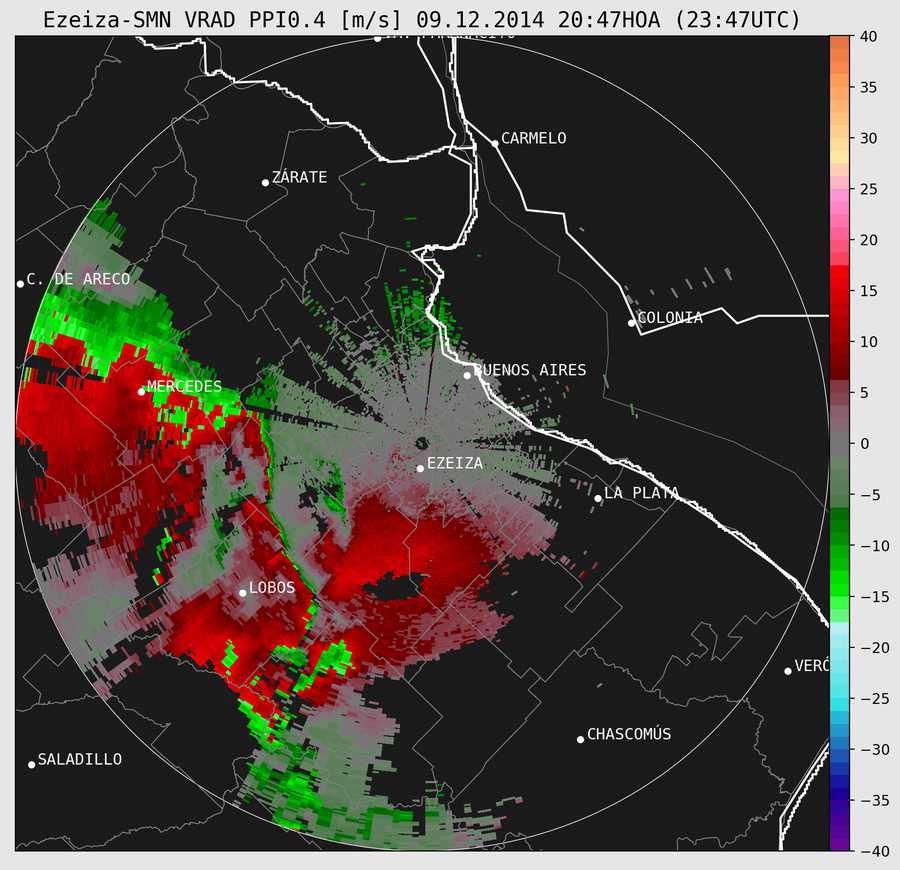 Ezeiza-SMN VRAD PPI0.4 [m/s] 09.12.2014 20:47HOA (23:47UTC)
CARMELO
ZÁRATE
C. DE ARECO
COLONIA
BUENOS AIRES
MERCEDES
EZEIZA
LA PLATA
LOBOS
VERÓ
CHASCOMÚS
SALADILLO
40
35
30
25
20
15
10
5
0
−5
−10
−15
−20
−25
−30
−35
−40